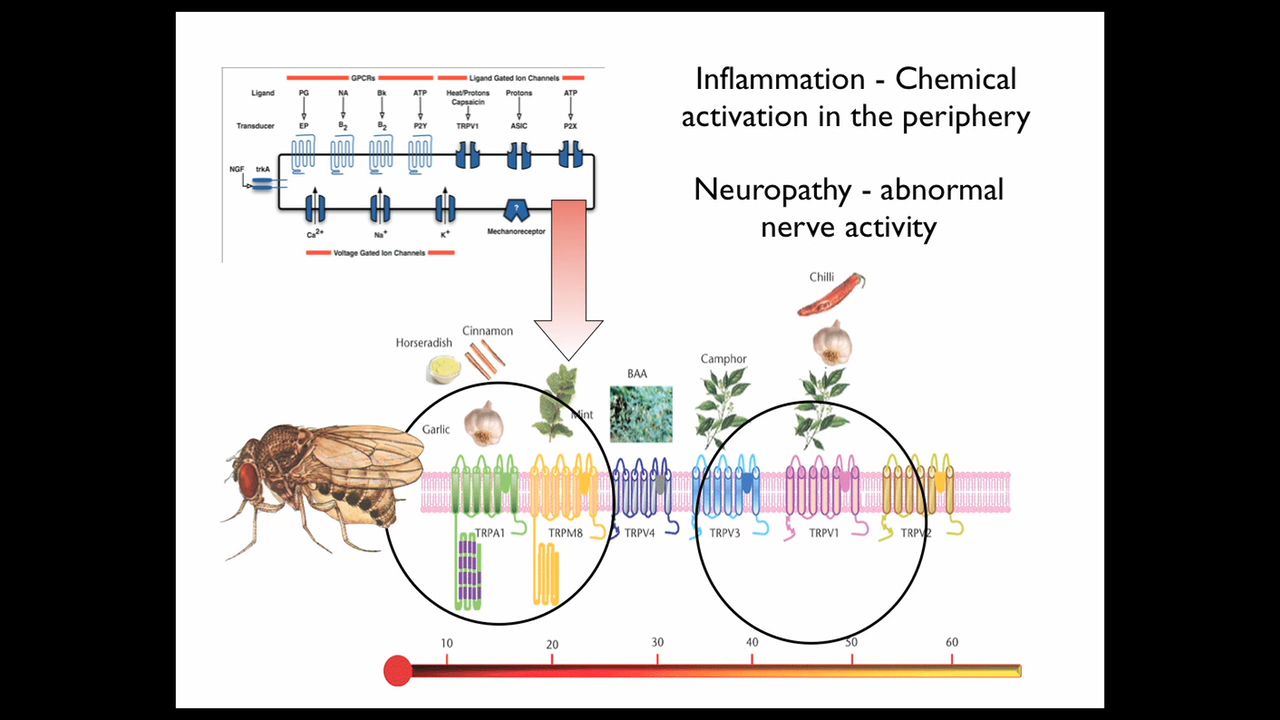 Inflammation - Chemical
activation in the periphery
Neuropathy - abnormal
nerve activity
GPCRs Ligand Gated Ion Channels
Ligand PG NA Bk ATP Heat/Protons Protons ATP
Capsaicin
Transducer EP B2 B2 P2Y TRPV1 ASIC P2X
NGF trkA
?
Ca2+ Na+ K+ Mechanoreceptor
Voltage Gated Ion Channels
Chilli
Cinnamon
Horseradish
Camphor
BAA
Mint
Garlic
TRPA1 TRPM8 TRPV4 TRPV3 TRPV1 TRPV2
10 20 30 40 50 60